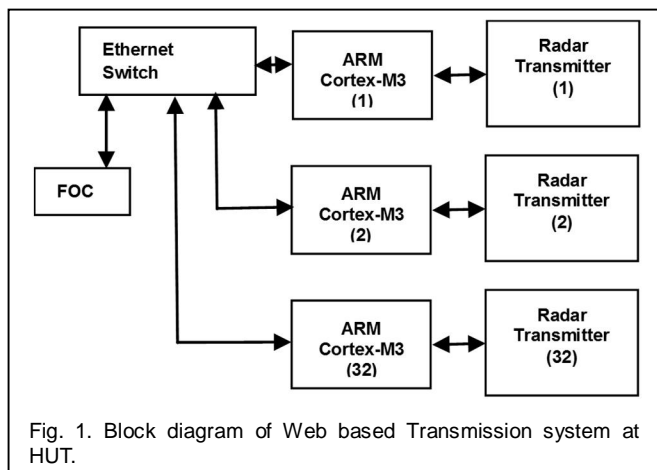 Ethernet
Switch
ARM
Cortex-M3
(1)
Radar
Transmitter
(1)
FOC
ARM
Cortex-M3
(2)
Radar
Transmitter
(2)
ARM
Cortex-M3
(32)
Radar
Transmitter
(32)
Fig. 1. Block diagram of Web based Transmission system at
HUT.